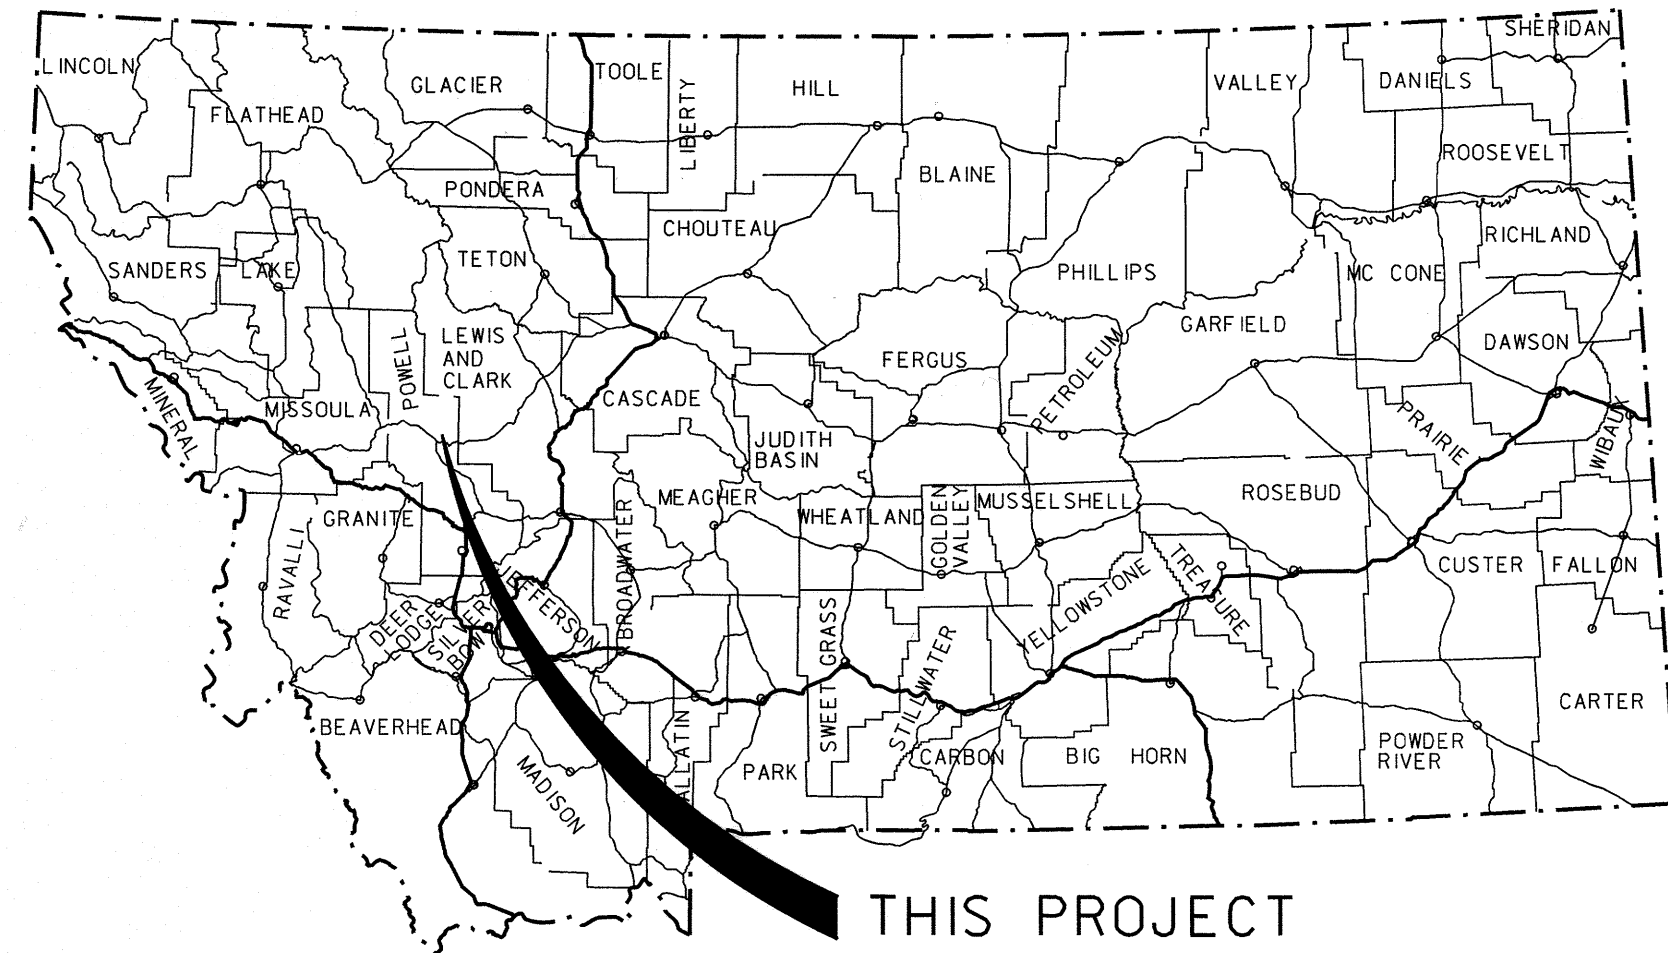 SHERIDAN
LINCOLN
GLACIER
TOOLE
LIBERTY
HILL
VALLEY
DANIELS
FLATHEAD
ROOSEVELT
PONDERA
BLAINE
CHOUTEAU
RICHLAND
SANDERS
LAKE
TETON
PHILLIPS
MC CONE
POWELL
LEWIS
AND
CLARK
GARFIELD
FERGUS
PETROLEUM
DAWSON
MINERAL
MISSOULA
CASCADE
JUDITH
BASIN
PRAIRIE
WIBAUX
GRANITE
MEAGHER
WHEATLAND
GOLDEN
VALLEY
MUSSELSHELL
ROSEBUD
RAVALLI
DEER
LODGE
SILVER
BOW
JEFFERSON
BROADWATER
YELLOWSTONE
TREASURE
CUSTER
FALLON
SWEET GRASS
STILLWATER
BEAVERHEAD
MADISON
GALLATIN
PARK
CARBON
BIG HORN
POWDER
RIVER
CARTER
THIS PROJECT